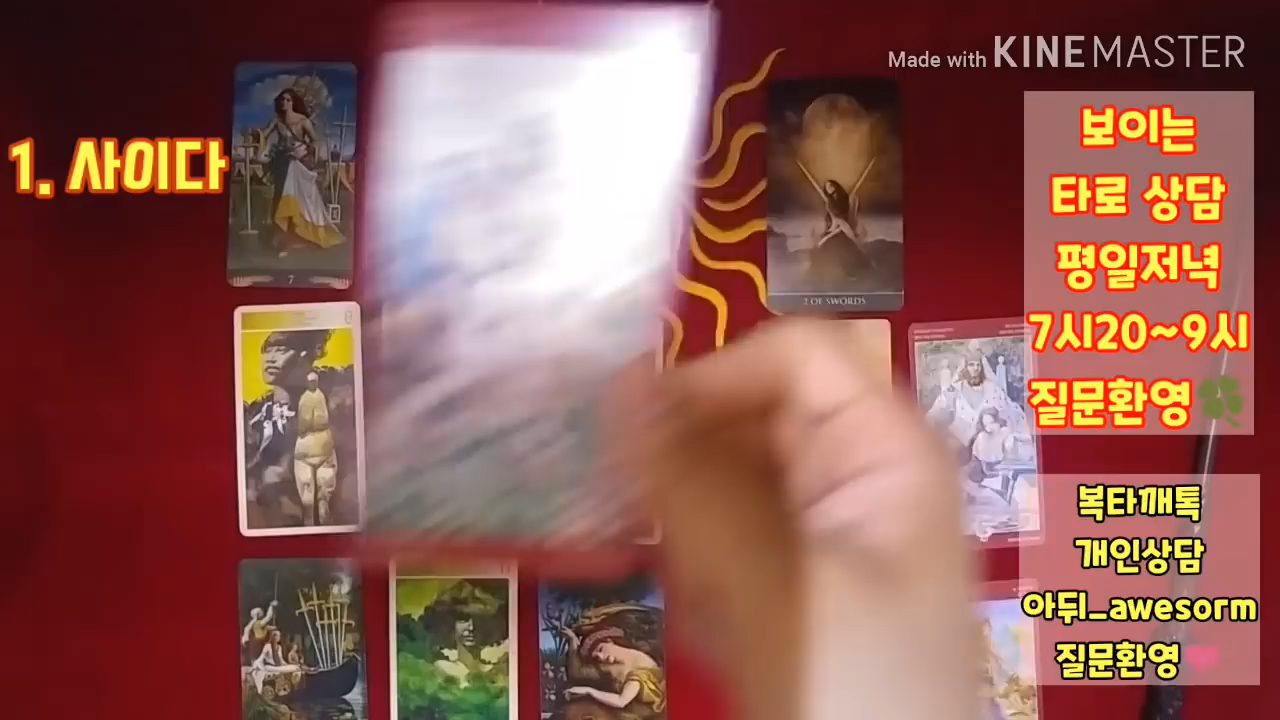 Made with KINEMASTER
1. 사이다
보이는
타로 상담
평일저녁
7시20~9시
질문환영
복타깨톡
개인상담
아뒤_awesorm
질문환영
7
2 OF SWORDS